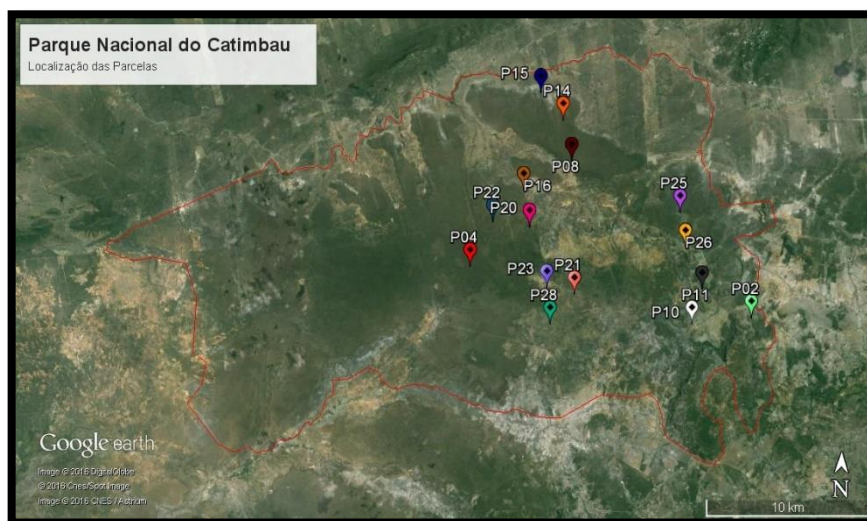 Parque Nacional do Catimbau
Localização das Parcelas
P15
P14
P08
P16
P22
P20
P25
P26
P04
P23
P21
P28
P11
P10
P02
Google earth
Image © 2016 DigitalGlobe
© 2016 Cnes/Spot Image
Image © 2016 CNES / Astrium
N
10 km